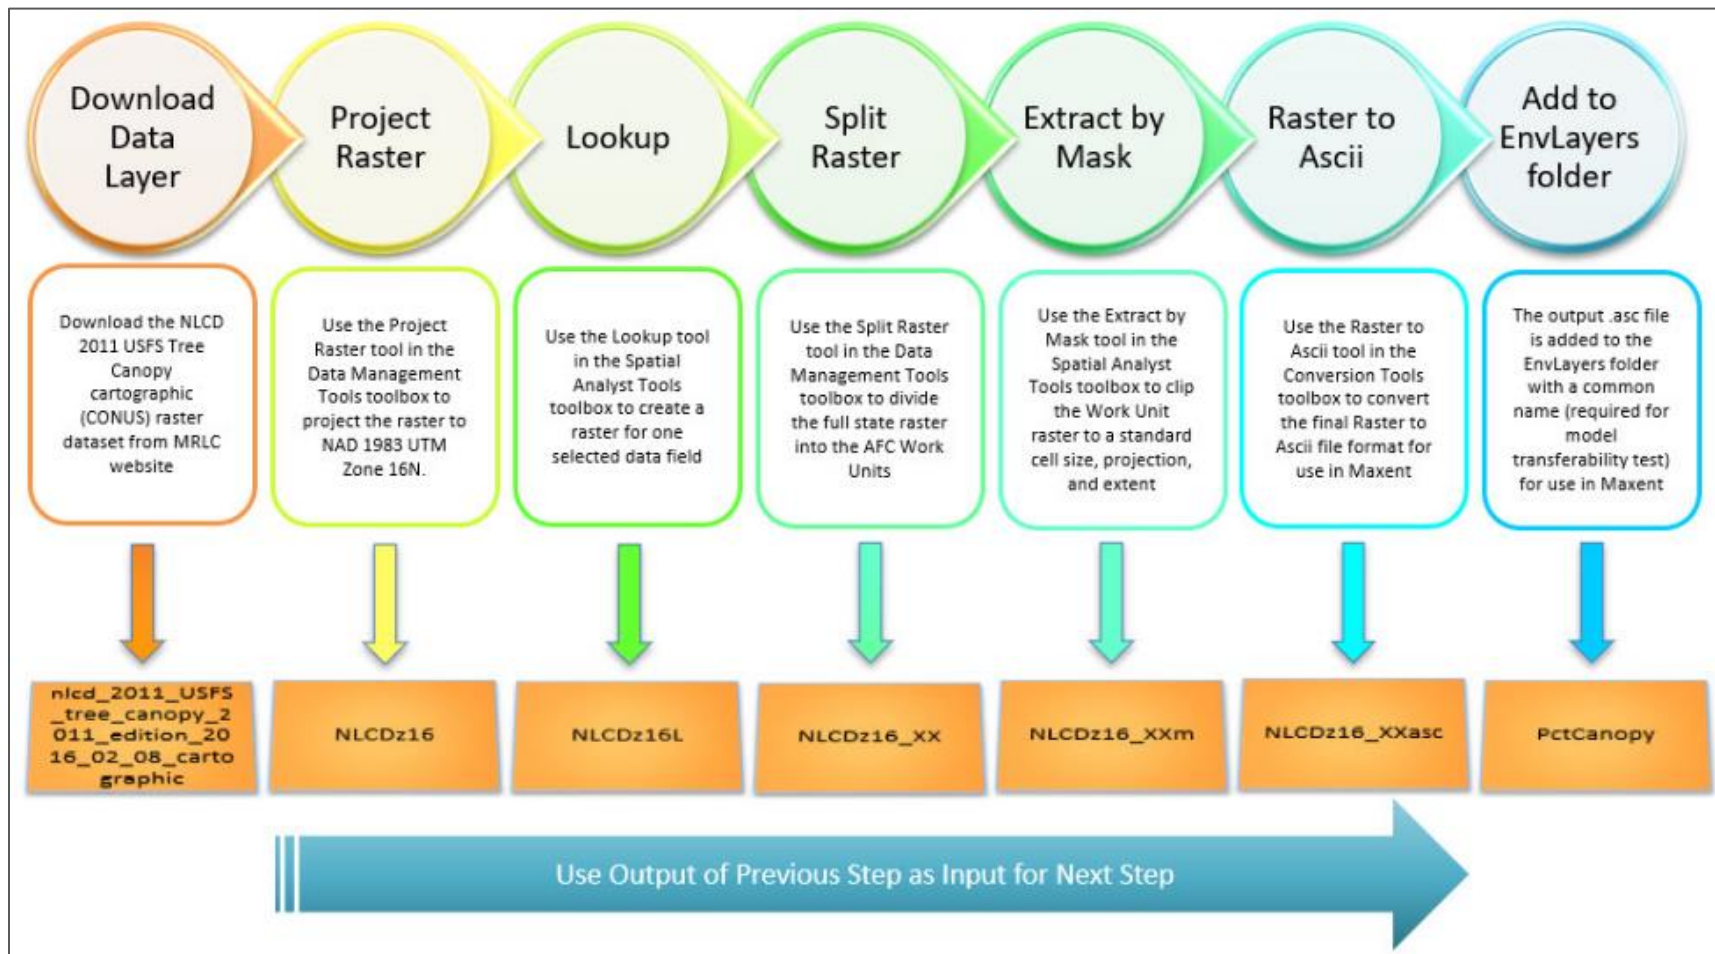 Download
Data
Layer
Project
Raster
Lookup
Split
Raster
Extract by
Mask
Raster to
Ascii
Add to
EnvLayers
folder
Download the NLCD
2011 USFS Tree
Canopy
cartographic
(CONUS) raster
dataset from MRLC
website
Use the Project
Raster tool in the
Data Management
Tools toolbox to
project the raster to
NAD 1983 UTM
Zone 16N.
Use the Lookup tool
in the Spatial
Analyst Tools
toolbox to create a
raster for one
selected data field
Use the Split Raster
tool in the Data
Management Tools
toolbox to divide
the full state raster
into the AFC Work
Units
Use the Extract by
Mask tool in the
Spatial Analyst
Tools toolbox to clip
the Work Unit
raster to a standard
cell size, projection,
and extent
Use the Raster to
Ascii tool in the
Conversion Tools
toolbox to convert
the final Raster to
Ascii file format for
use in Maxent
The output .asc file
is added to the
EnvLayers folder
with a common
name (required for
model
transferability test)
for use in Maxent
nlcd_2011_USFS
_tree_canopy_2
011_edition_20
16_02_08_carto
graphic
NLCDz16
NLCDz16L
NLCDz16_XX
NLCDz16_XXm
NLCDz16_XXasc
PctCanopy
Use Output of Previous Step as Input for Next Step